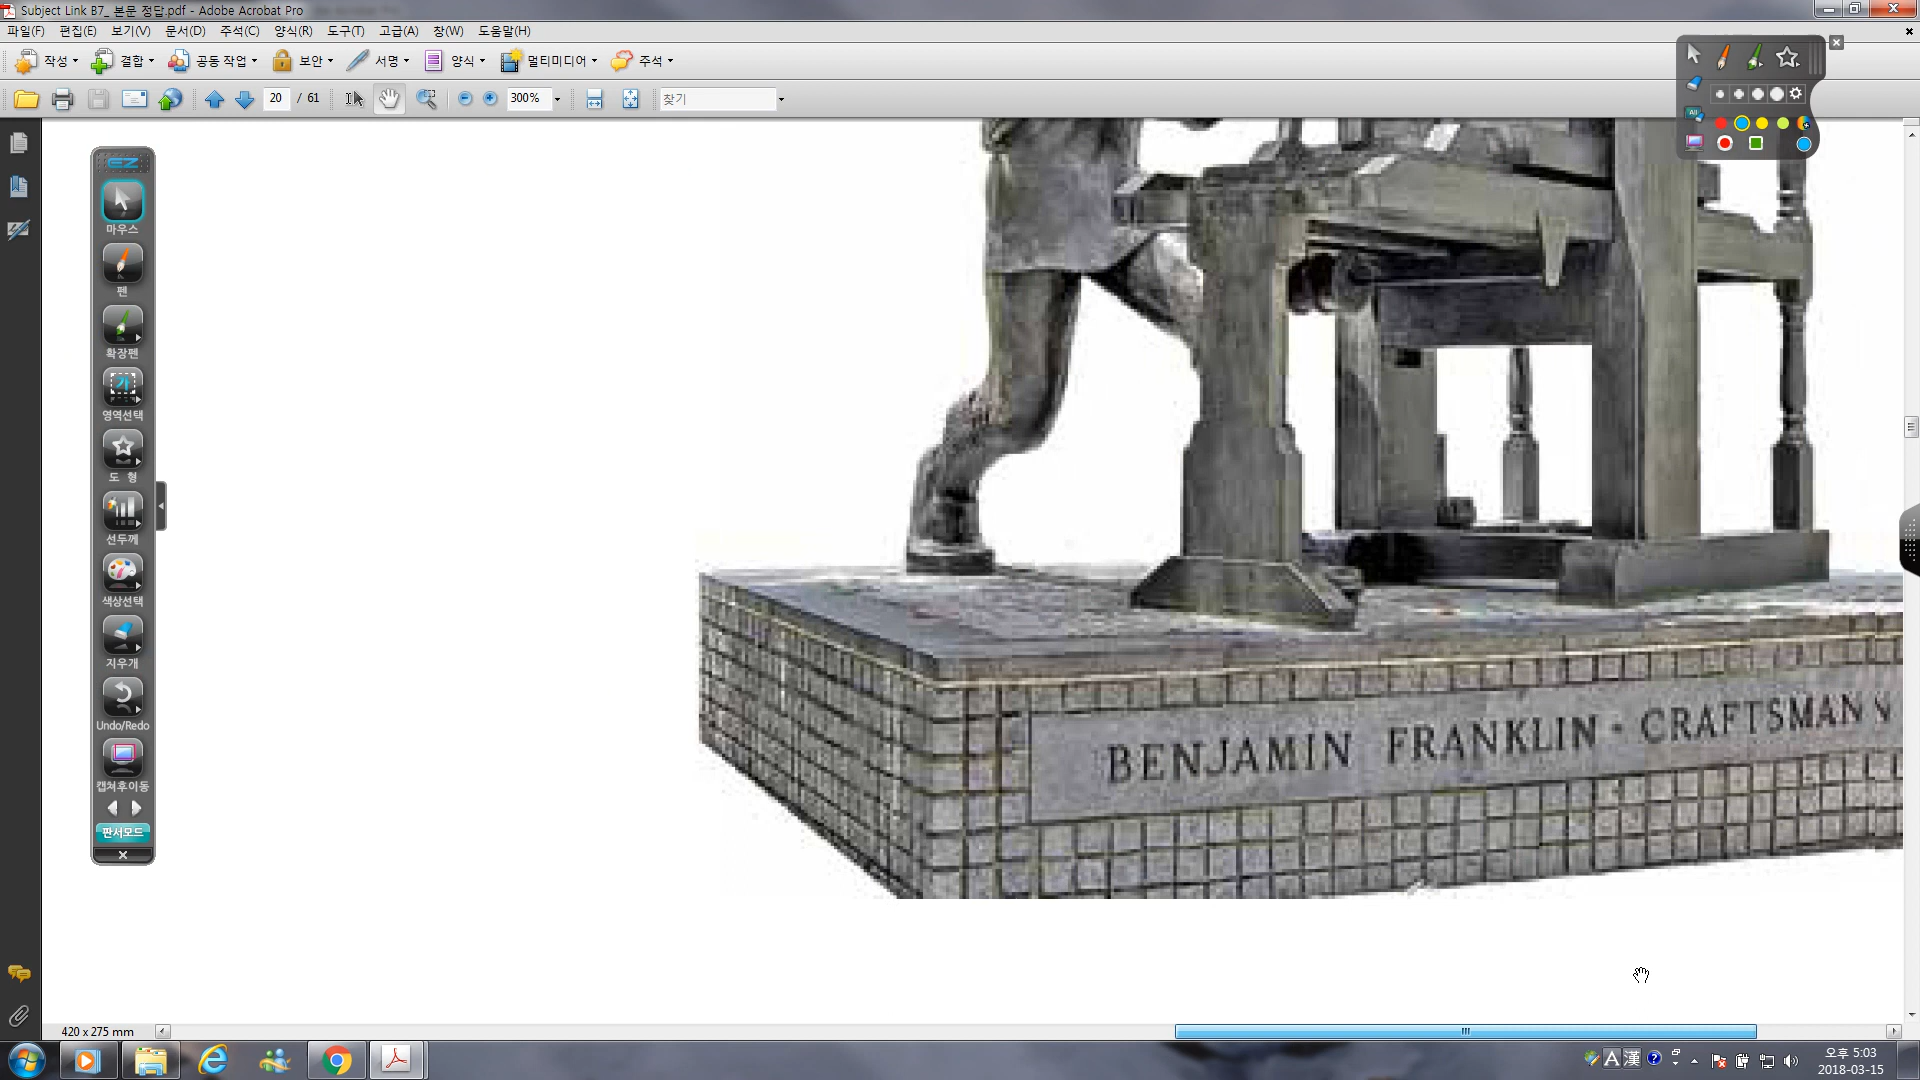 Subject Link B7_ 본문 정답.pdf - Adobe Acrobat Pro
파일(F) 편집(E) 보기(V) 문서(D) 주석(C) 양식(R) 도구(T) 고급(A) 창(W) 도움말(H)
작성 결합 공동 작업 보안 서명 양식 멀티미디어 주석
20 / 61 300% 찾기
EZ
마우스
펜
확장펜
가
영역선택
도 형
선두께
색상선택
지우개
Undo/Redo
캡쳐후이동
판서모드
BENJAMIN FRANKLIN · CRAFTSMAN
420 x 275 mm
A 漢
오후 5:03
2018-03-15